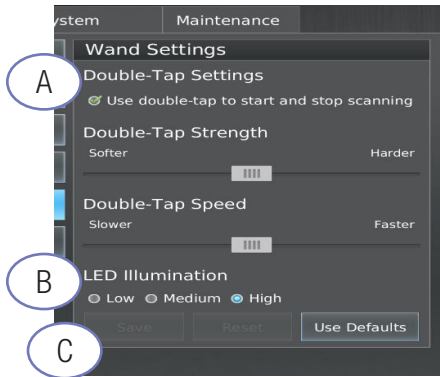 ystem Maintenance
Wand Settings
A
Double-Tap Settings
Use double-tap to start and stop scanning
Double-Tap Strength
Softer Harder
Double-Tap Speed
Slower Faster
B
LED Illumination
Low Medium High
Save Reset Use Defaults
C